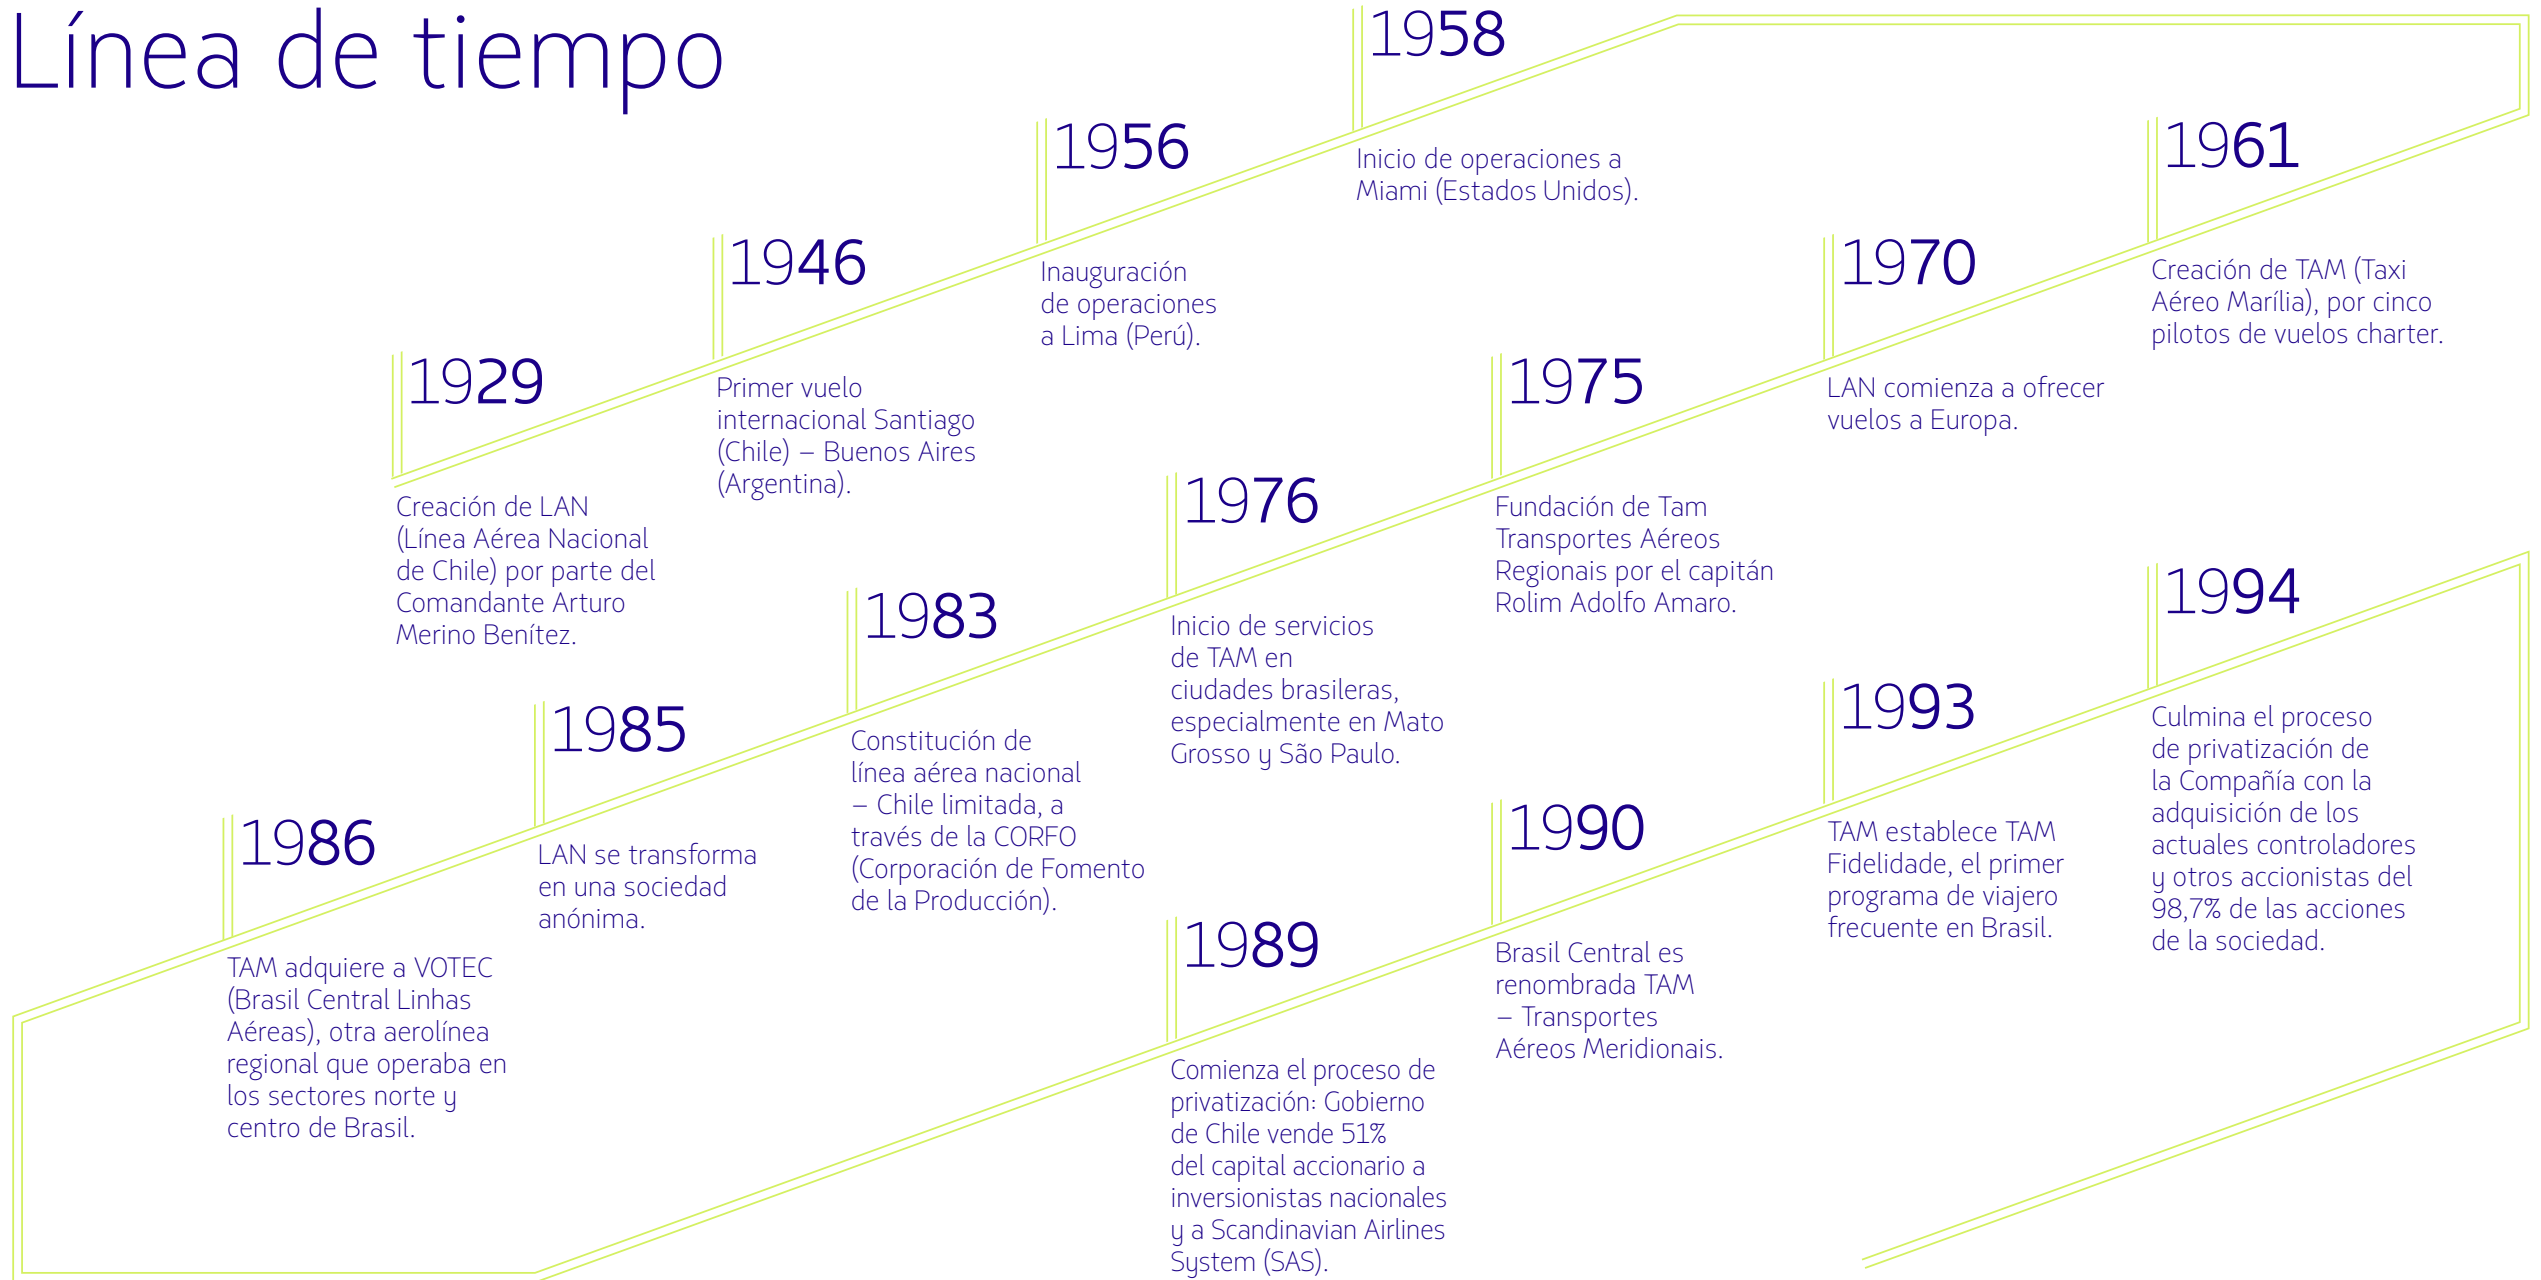 Línea de tiempo
1929
Creación de LAN
(Línea Aérea Nacional
de Chile) por parte del
Comandante Arturo
Merino Benítez.
1946
Primer vuelo
internacional Santiago
(Chile) – Buenos Aires
(Argentina).
1956
Inauguración
de operaciones
a Lima (Perú).
1958
Inicio de operaciones a
Miami (Estados Unidos).
1961
Creación de TAM (Taxi
Aéreo Marília), por cinco
pilotos de vuelos charter.
1970
LAN comienza a ofrecer
vuelos a Europa.
1975
Fundación de Tam
Transportes Aéreos
Regionais por el capitán
Rolim Adolfo Amaro.
1976
Inicio de servicios
de TAM en
ciudades brasileras,
especialmente en Mato
Grosso y São Paulo.
1983
Constitución de
línea aérea nacional
– Chile limitada, a
través de la CORFO
(Corporación de Fomento
de la Producción).
1985
LAN se transforma
en una sociedad
anónima.
1986
TAM adquiere a VOTEC
(Brasil Central Linhas
Aéreas), otra aerolínea
regional que operaba en
los sectores norte y
centro de Brasil.
1989
Comienza el proceso de
privatización: Gobierno
de Chile vende 51%
del capital accionario a
inversionistas nacionales
y a Scandinavian Airlines
System (SAS).
1990
Brasil Central es
renombrada TAM
– Transportes
Aéreos Meridionais.
1993
TAM establece TAM
Fidelidade, el primer
programa de viajero
frecuente en Brasil.
1994
Culmina el proceso
de privatización de
la Compañía con la
adquisición de los
actuales controladores
y otros accionistas del
98,7% de las acciones
de la sociedad.